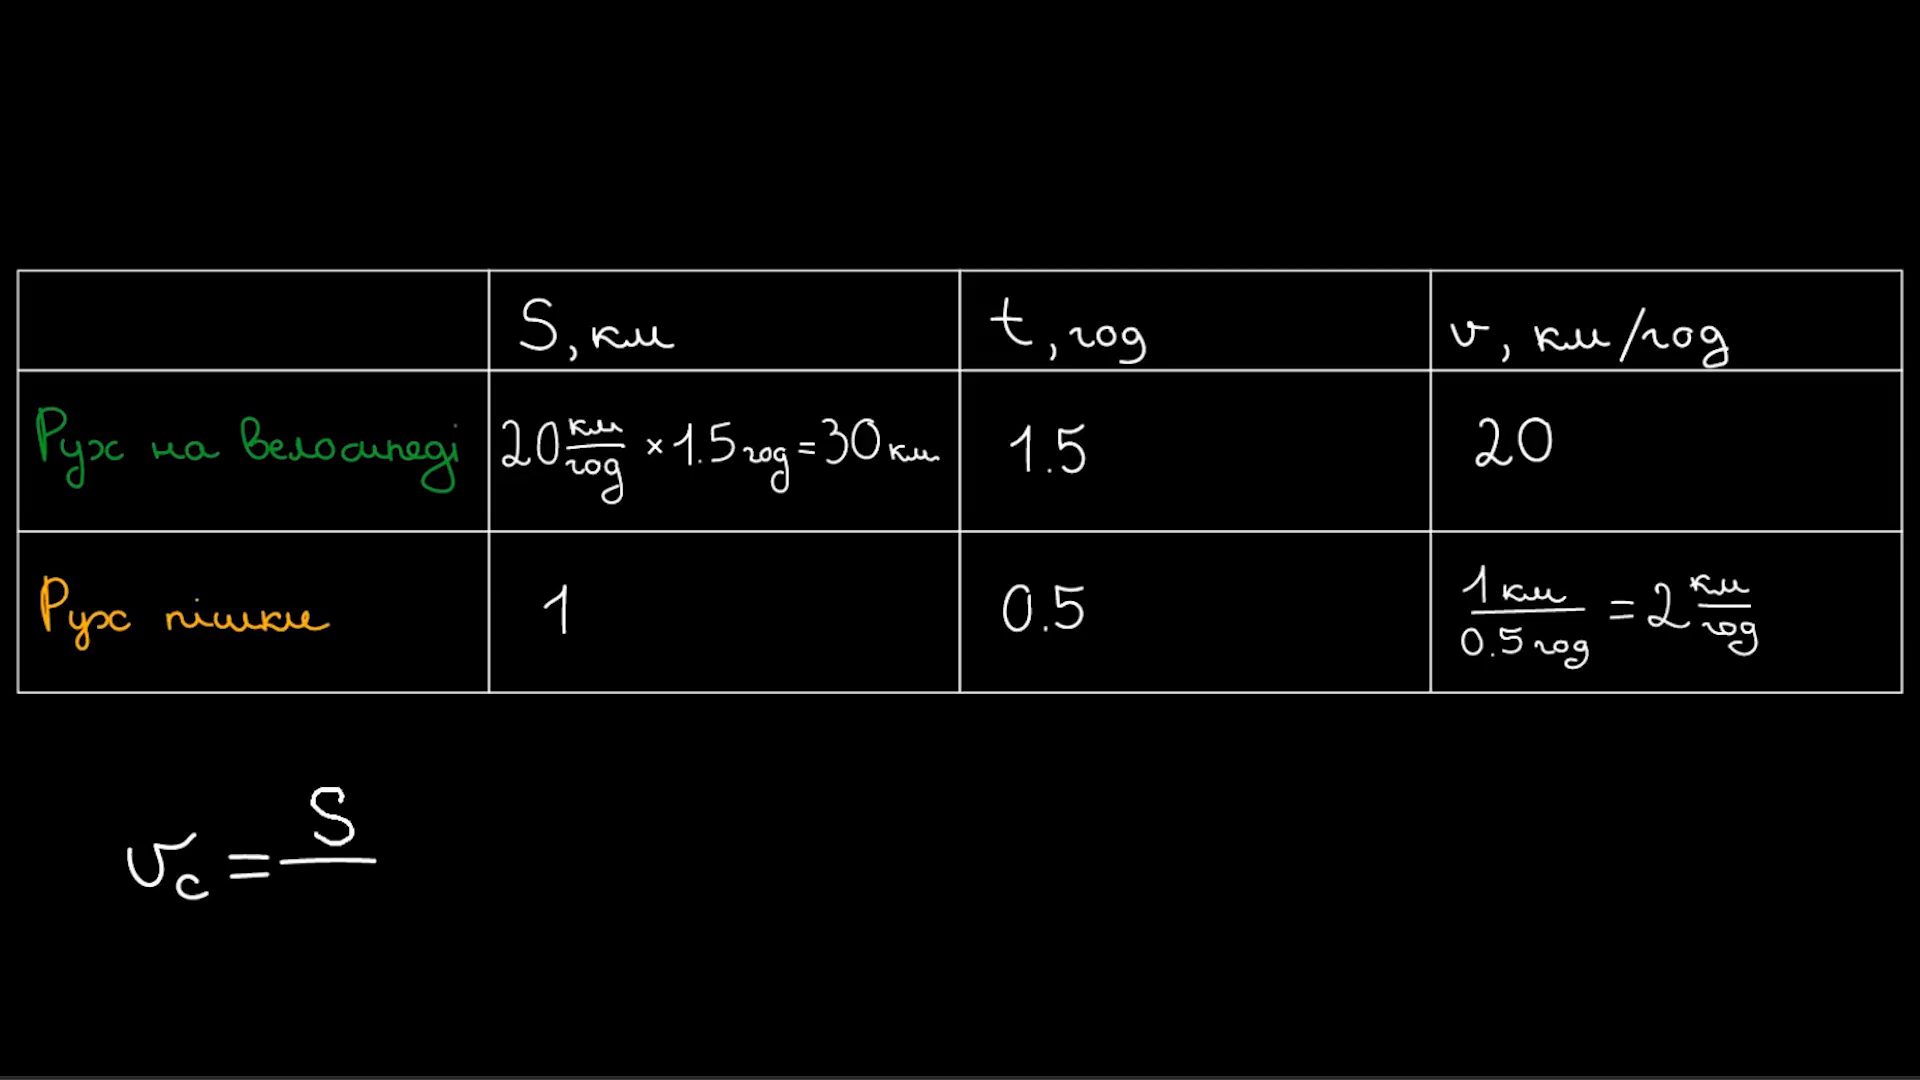 S, км t, год v, км/год
Рух на велосипеді 20 км/год × 1.5 год = 30 км 1.5 20
Рух пішки 1 0.5 1 км/0.5 год = 2 км/год
v_c = S/